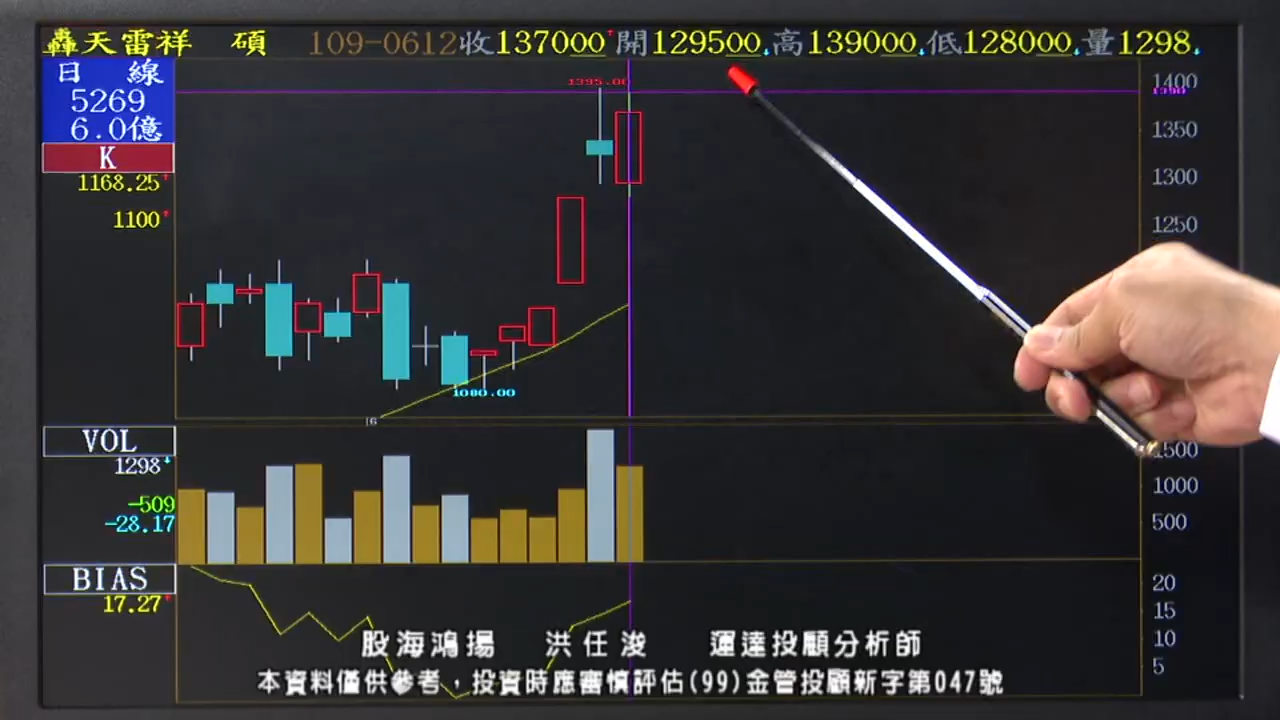 轟天雷祥 碩 109-0612收137000↑開129500↓高139000↓低128000↓量1298↓
日 線
5269
6.0億
K
1168.25↑
1100↑
1395.00
1400
1390
1350
1300
1250
1080.00
16
VOL
1298↓
-509
-28.17
1500
1000
500
BIAS
17.27↑
20
15
10
5
股海鴻揚 洪任浚 運達投顧分析師
本資料僅供參考，投資時應審慎評估(99)金管投顧新字第047號